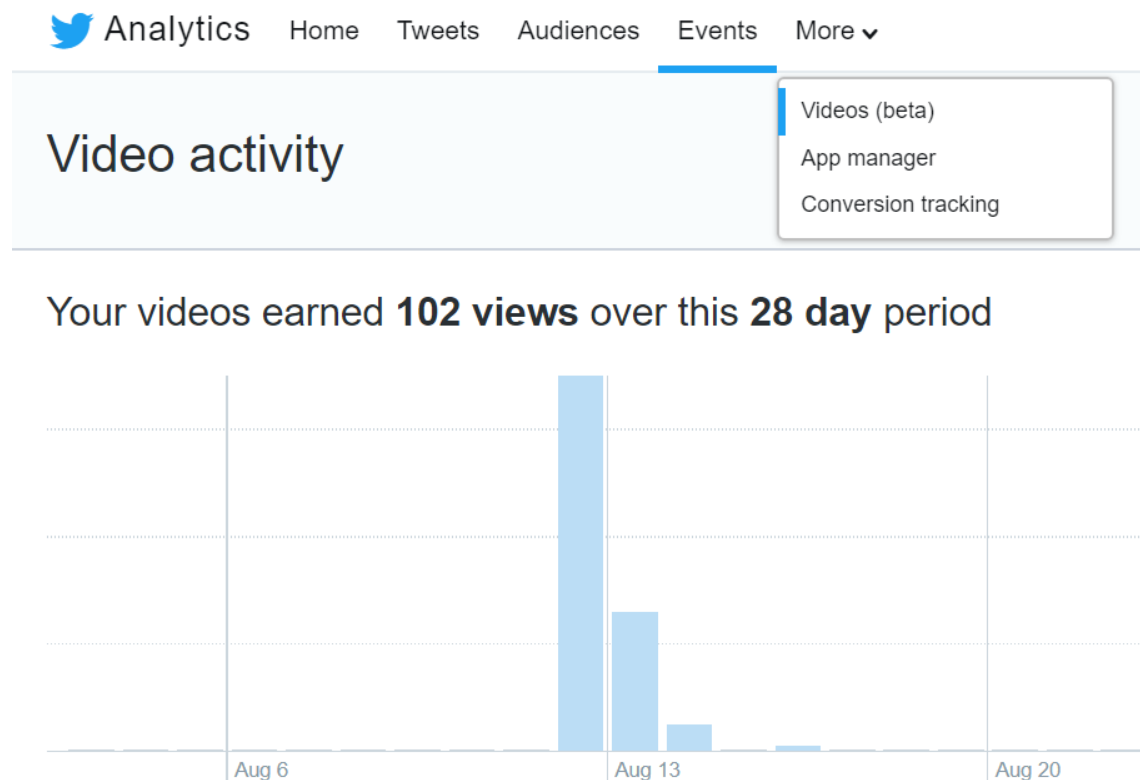 Analytics Home Tweets Audiences Events More
Videos (beta)
App manager
Conversion tracking
Video activity
Your videos earned 102 views over this 28 day period
Aug 6 Aug 13 Aug 20